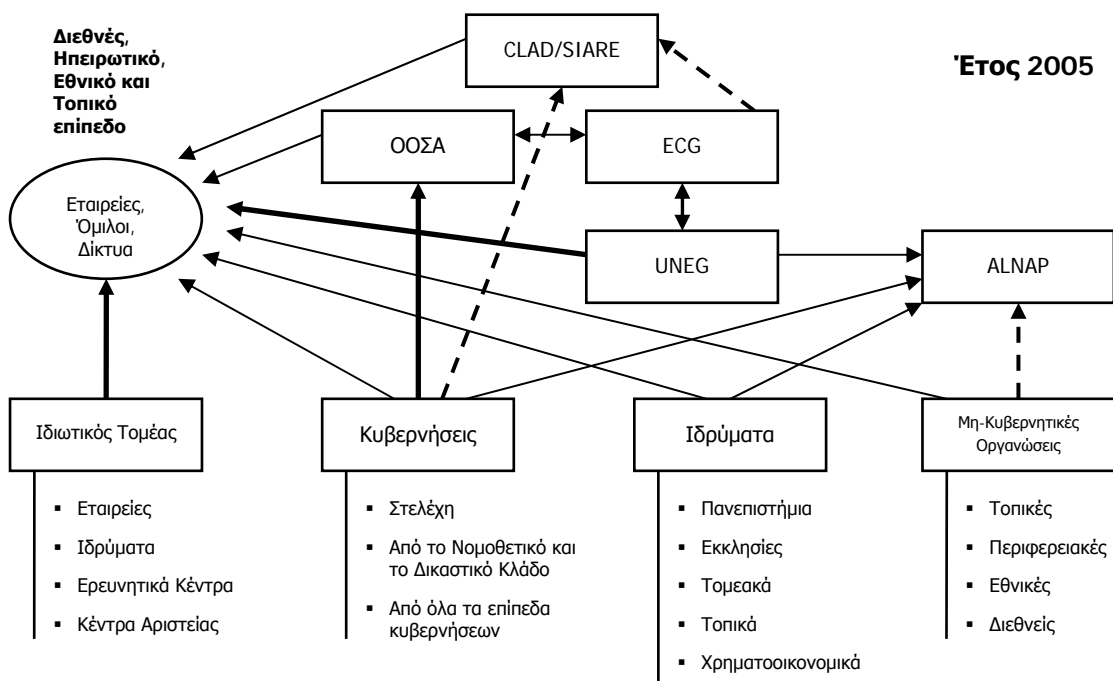 Διεθνές,
Ηπειρωτικό,
Εθνικό και
Τοπικό
επίπεδο
CLAD/SIARE
Έτος 2005
ΟΟΣΑ
ECG
Εταιρείες,
Όμιλοι,
Δίκτυα
UNEG
ALNAP
Ιδιωτικός Τομέας
Κυβερνήσεις
Ιδρύματα
Μη-Κυβερνητικές
Οργανώσεις
▪ Εταιρείες
▪ Ιδρύματα
▪ Ερευνητικά Κέντρα
▪ Κέντρα Αριστείας
▪ Στελέχη
▪ Από το Νομοθετικό και
το Δικαστικό Κλάδο
▪ Από όλα τα επίπεδα
κυβερνήσεων
▪ Πανεπιστήμια
▪ Εκκλησίες
▪ Τομεακά
▪ Τοπικά
▪ Χρηματοοικονομικά
▪ Τοπικές
▪ Περιφερειακές
▪ Εθνικές
▪ Διεθνείς